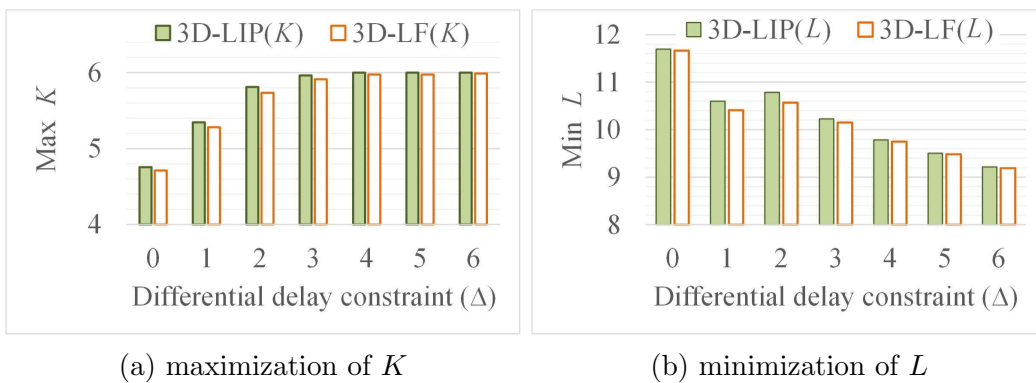 3D-LIP(K) 3D-LF(K)
Max K
6
5
4
0 1 2 3 4 5 6
Differential delay constraint (Δ)
(a) maximization of K
3D-LIP(L) 3D-LF(L)
Min L
12
11
10
9
8
0 1 2 3 4 5 6
Differential delay constraint (Δ)
(b) minimization of L